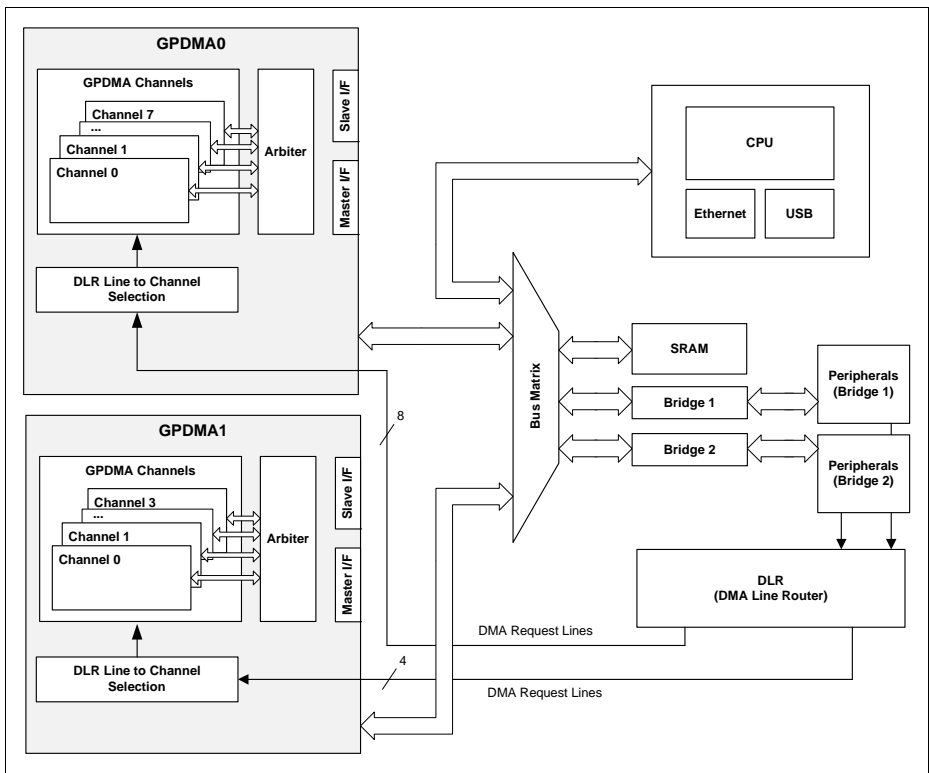 GPDMA0
GPDMA Channels
Channel 7
...
Channel 1
Channel 0
Arbiter
Slave I/F
Master I/F
DLR Line to Channel
Selection
CPU
Ethernet
USB
Bus Matrix
SRAM
Bridge 1
Bridge 2
Peripherals
(Bridge 1)
Peripherals
(Bridge 2)
8
GPDMA1
GPDMA Channels
Channel 3
...
Channel 1
Channel 0
Arbiter
Slave I/F
Master I/F
DLR Line to Channel
Selection
DLR
(DMA Line Router)
DMA Request Lines
4
DMA Request Lines